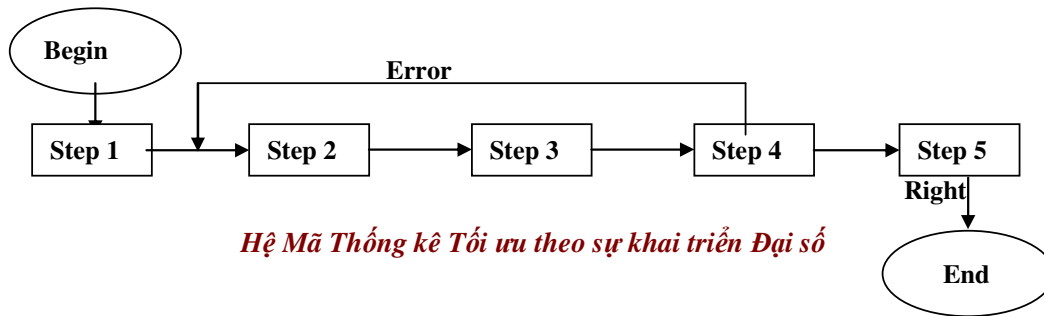 Begin
Error
Step 1
Step 2
Step 3
Step 4
Step 5
Right
Hệ Mã Thống kê Tối ưu theo sự khai triển Đại số
End